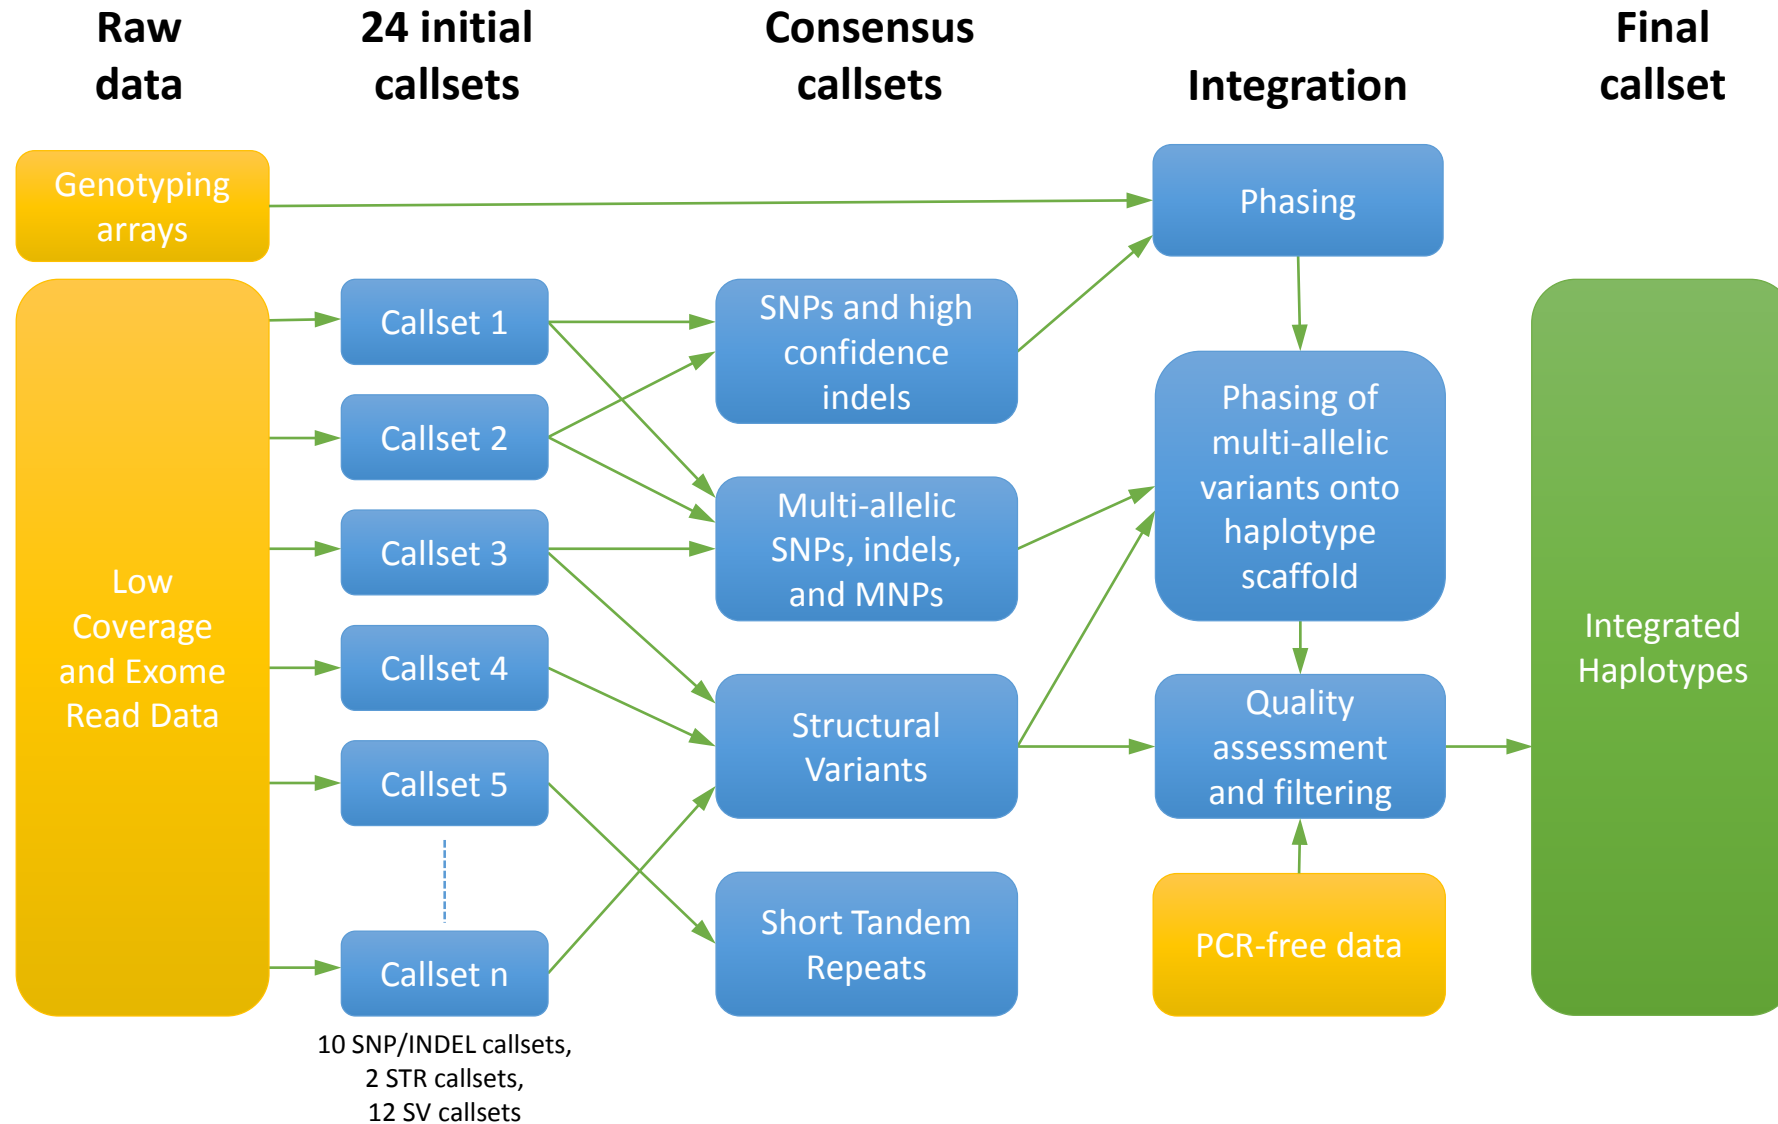 Raw
data
24 initial
callsets
Consensus
callsets
Integration
Final
callset
Genotyping
arrays
Low
Coverage
and Exome
Read Data
Callset 1
Callset 2
Callset 3
Callset 4
Callset 5
Callset n
10 SNP/INDEL callsets,
2 STR callsets,
12 SV callsets
SNPs and high
confidence
indels
Multi-allelic
SNPs, indels,
and MNPs
Structural
Variants
Short Tandem
Repeats
Phasing
Phasing of
multi-allelic
variants onto
haplotype
scaffold
Quality
assessment
and filtering
PCR-free data
Integrated
Haplotypes